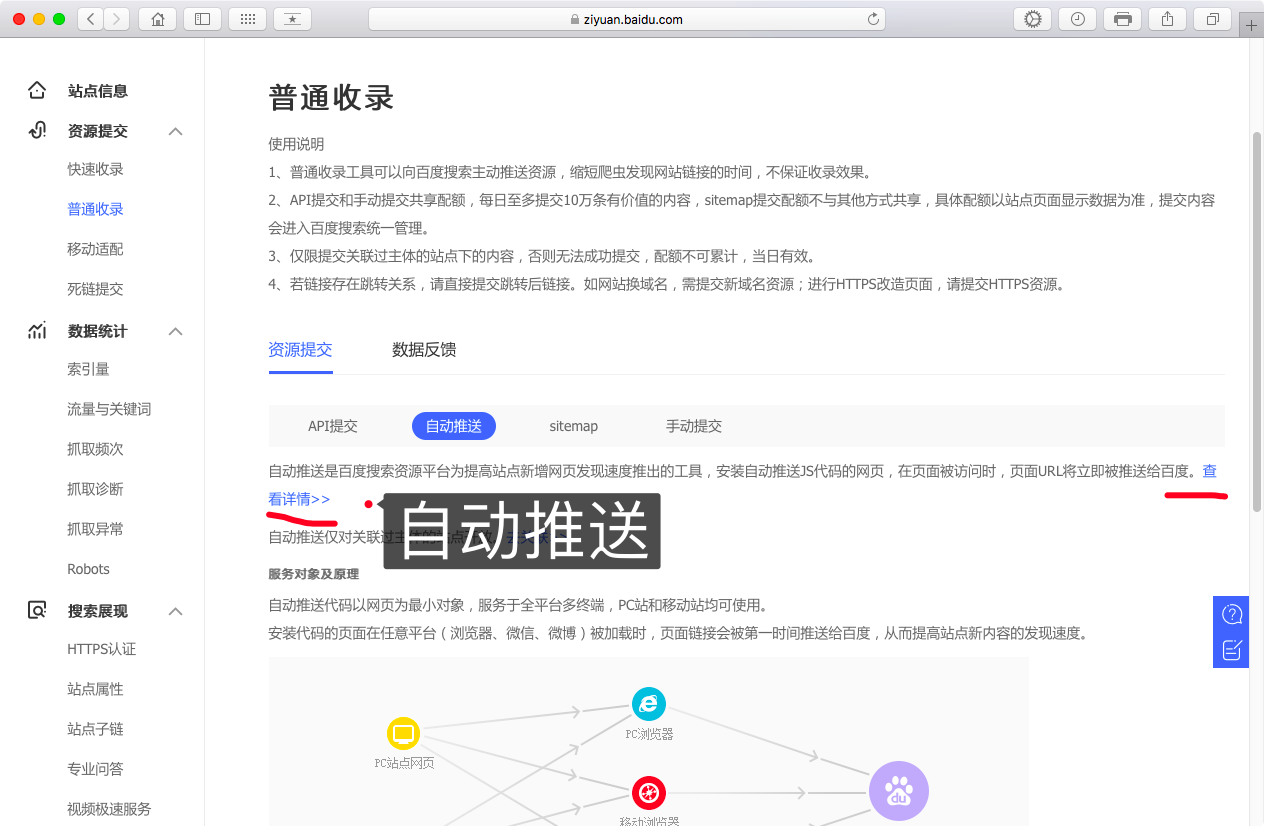 ziyuan.baidu.com
站点信息
资源提交
快速收录
普通收录
移动适配
死链提交
数据统计
索引量
流量与关键词
抓取频次
抓取诊断
抓取异常
Robots
搜索展现
HTTPS认证
站点属性
站点子链
专业问答
视频极速服务
普通收录
使用说明
1、普通收录工具可以向百度搜索主动推送资源，缩短爬虫发现网站链接的时间，不保证收录效果。
2、API提交和手动提交共享配额，每日至多提交10万条有价值的内容，sitemap提交配额不与其他方式共享，具体配额以站点页面显示数据为准，提交内容
会进入百度搜索统一管理。
3、仅限提交关联过主体的站点下的内容，否则无法成功提交，配额不可累计，当日有效。
4、若链接存在跳转关系，请直接提交跳转后链接。如网站换域名，需提交新域名资源；进行HTTPS改造页面，请提交HTTPS资源。
资源提交 数据反馈
API提交 自动推送 sitemap 手动提交
自动推送是百度搜索资源平台为提高站点新增网页发现速度推出的工具，安装自动推送JS代码的网页，在页面被访问时，页面URL将立即被推送给百度。查
看详情>>
自动推送
自动推送仅对关联过主体的站点
服务对象及原理
自动推送代码以网页为最小对象，服务于全平台多终端，PC站和移动站均可使用。
安装代码的页面在任意平台（浏览器、微信、微博）被加载时，页面链接会被第一时间推送给百度，从而提高站点新内容的发现速度。
PC浏览器
PC站点网页
du
移动浏览器